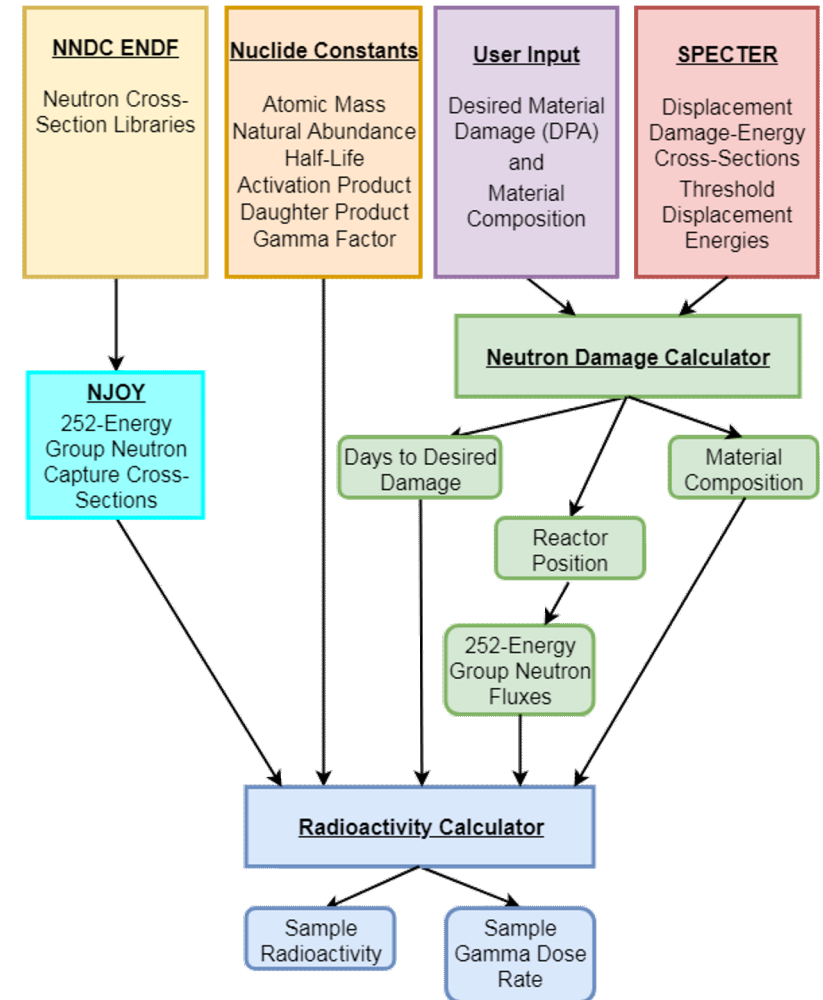 NNDC ENDF
Neutron Cross-
Section Libraries
Nuclide Constants
Atomic Mass
Natural Abundance
Half-Life
Activation Product
Daughter Product
Gamma Factor
User Input
Desired Material
Damage (DPA)
and
Material
Composition
SPECTER
Displacement
Damage-Energy
Cross-Sections
Threshold
Displacement
Energies
Neutron Damage Calculator
NJOY
252-Energy
Group Neutron
Capture Cross-
Sections
Days to Desired
Damage
Material
Composition
Reactor
Position
252-Energy
Group Neutron
Fluxes
Radioactivity Calculator
Sample
Radioactivity
Sample
Gamma Dose
Rate